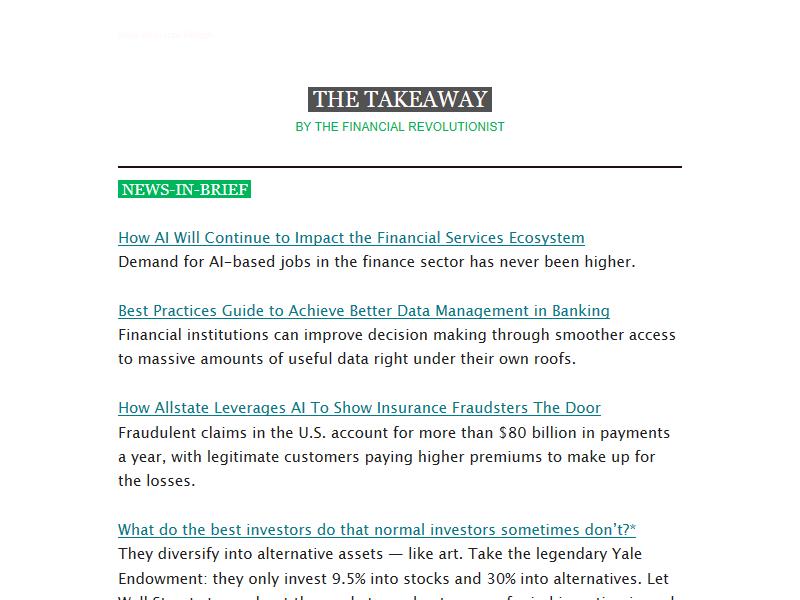 THE TAKEAWAY
BY THE FINANCIAL REVOLUTIONIST
NEWS-IN-BRIEF
How AI Will Continue to Impact the Financial Services Ecosystem
Demand for AI-based jobs in the finance sector has never been higher.
Best Practices Guide to Achieve Better Data Management in Banking
Financial institutions can improve decision making through smoother access
to massive amounts of useful data right under their own roofs.
How Allstate Leverages AI To Show Insurance Fraudsters The Door
Fraudulent claims in the U.S. account for more than $80 billion in payments
a year, with legitimate customers paying higher premiums to make up for
the losses.
What do the best investors do that normal investors sometimes don’t?*
They diversify into alternative assets — like art. Take the legendary Yale
Endowment: they only invest 9.5% into stocks and 30% into alternatives. Let